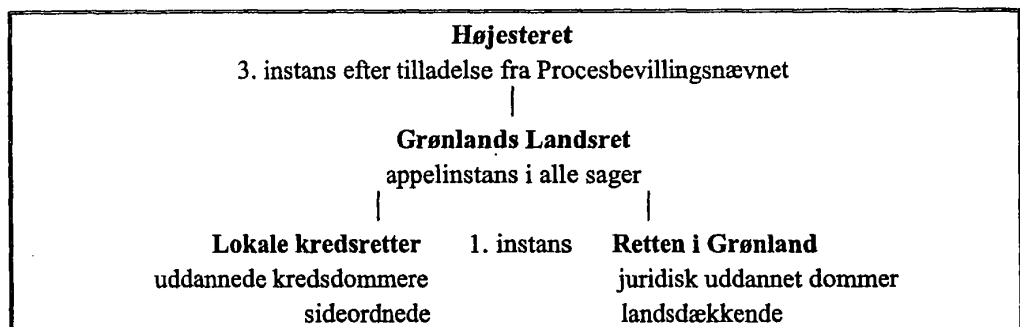 Højesteret
3. instans efter tilladelse fra Procesbevillingsnævnet
Grønlands Landsret
appelinstans i alle sager
Lokale kredsretter 1. instans Retten i Grønland
uddannede kredsdommere juridisk uddannet dommer
sideordnede landsdækkende